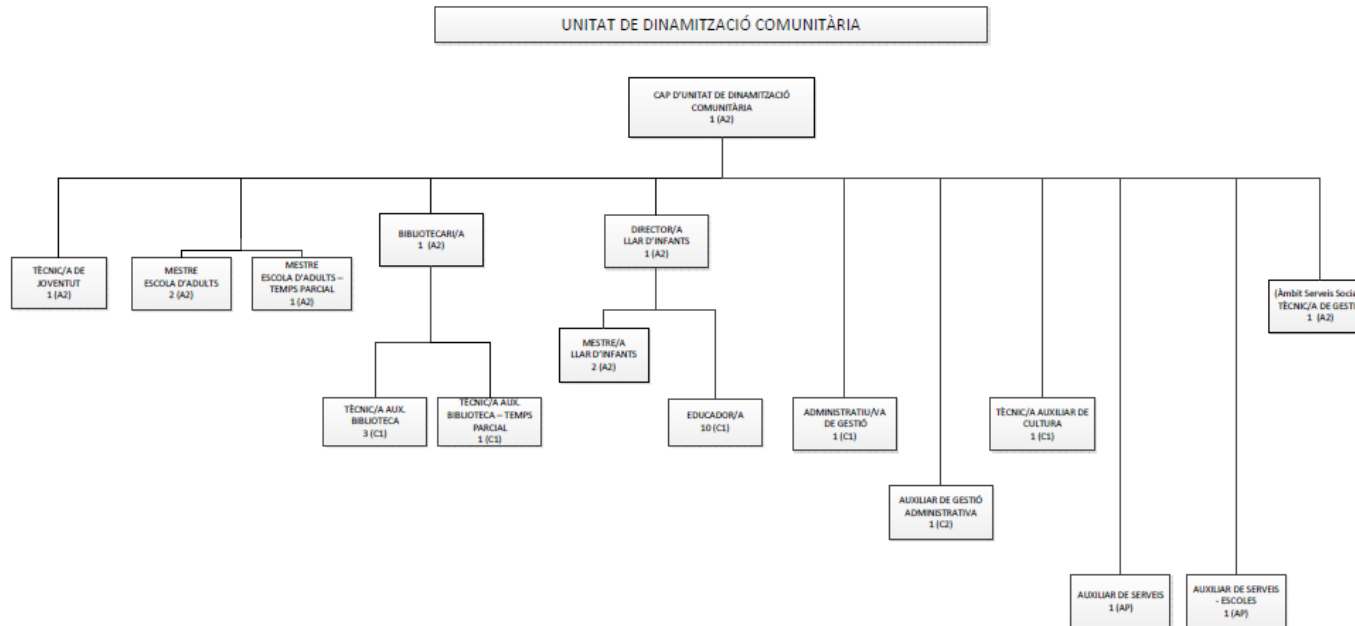 UNITAT DE DINAMITZACIÓ COMUNITÀRIA
CAP D'UNITAT DE DINAMITZACIÓ
COMUNITÀRIA
1 (A2)
BIBLIOTECARI/A
1 (A2)
DIRECTOR/A
LLAR D'INFANTS
1 (A2)
TÈCNIC/A DE
JOVENTUT
1 (A2)
MESTRE
ESCOLA D'ADULTS
2 (A2)
MESTRE
ESCOLA D'ADULTS –
TEMPS PARCIAL
1 (A2)
(Àmbit Serveis
TÈCNIC/A DE
1 (A2)
MESTRE/A
LLAR D'INFANTS
2 (A2)
TÈCNIC/A AUX.
BIBLIOTECA
3 (C1)
TÈCNIC/A AUX.
BIBLIOTECA – TEMPS
PARCIAL
1 (C1)
EDUCADOR/A
10 (C1)
ADMINISTRATIU/VA
DE GESTIÓ
1 (C1)
TÈCNIC/A AUXILIAR DE
CULTURA
1 (C1)
AUXILIAR DE GESTIÓ
ADMINISTRATIVA
1 (C2)
AUXILIAR DE SERVEIS
1 (AP)
AUXILIAR DE SERVEIS
- ESCOLES
1 (AP)